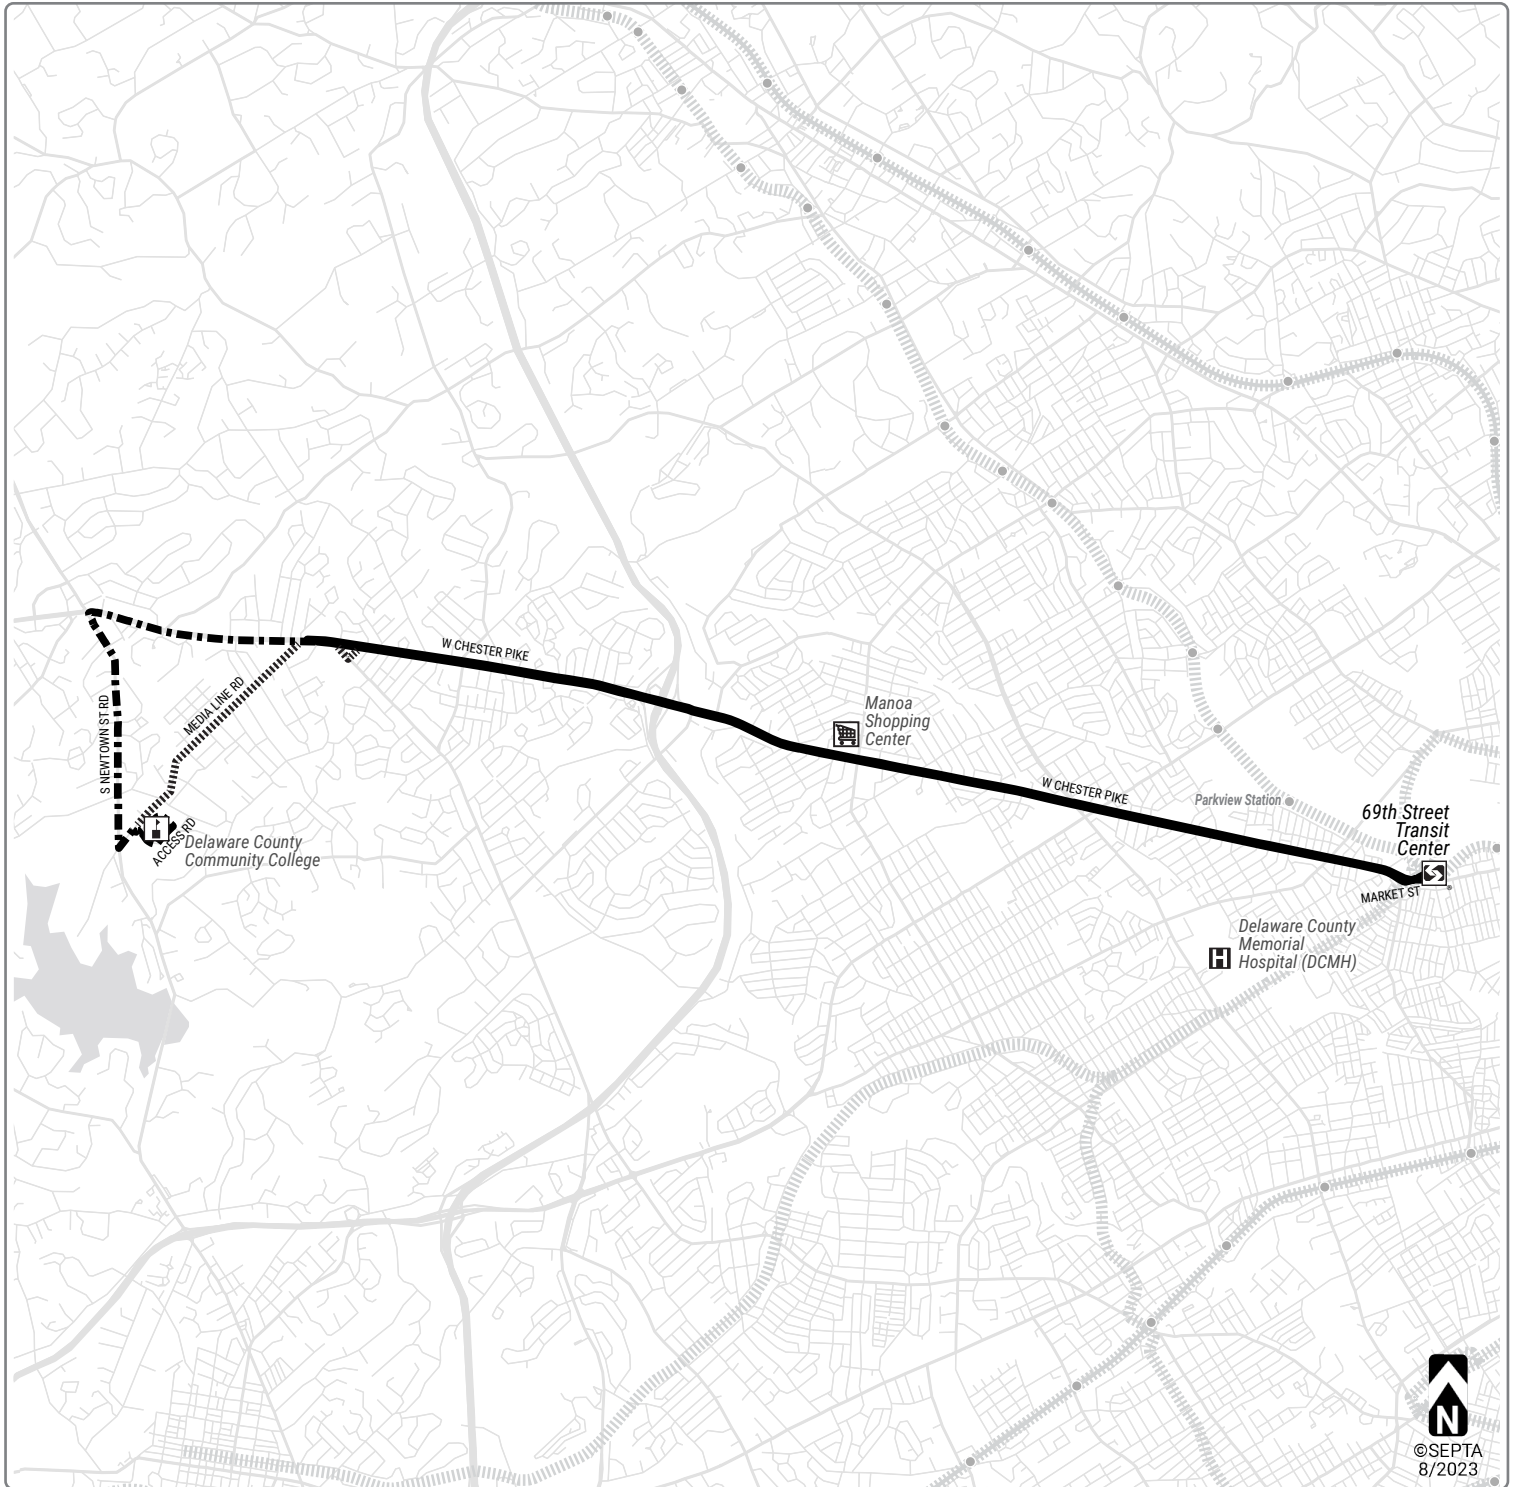 W CHESTER PIKE
S NEWTOWN ST RD
MEDIA LINE RD
Manoa
Shopping
Center
W CHESTER PIKE
Parkview Station
69th Street
Transit
Center
ACCESS RD
Delaware County
Community College
MARKET ST
Delaware County
Memorial
Hospital (DCMH)
H
N
©SEPTA
8/2023